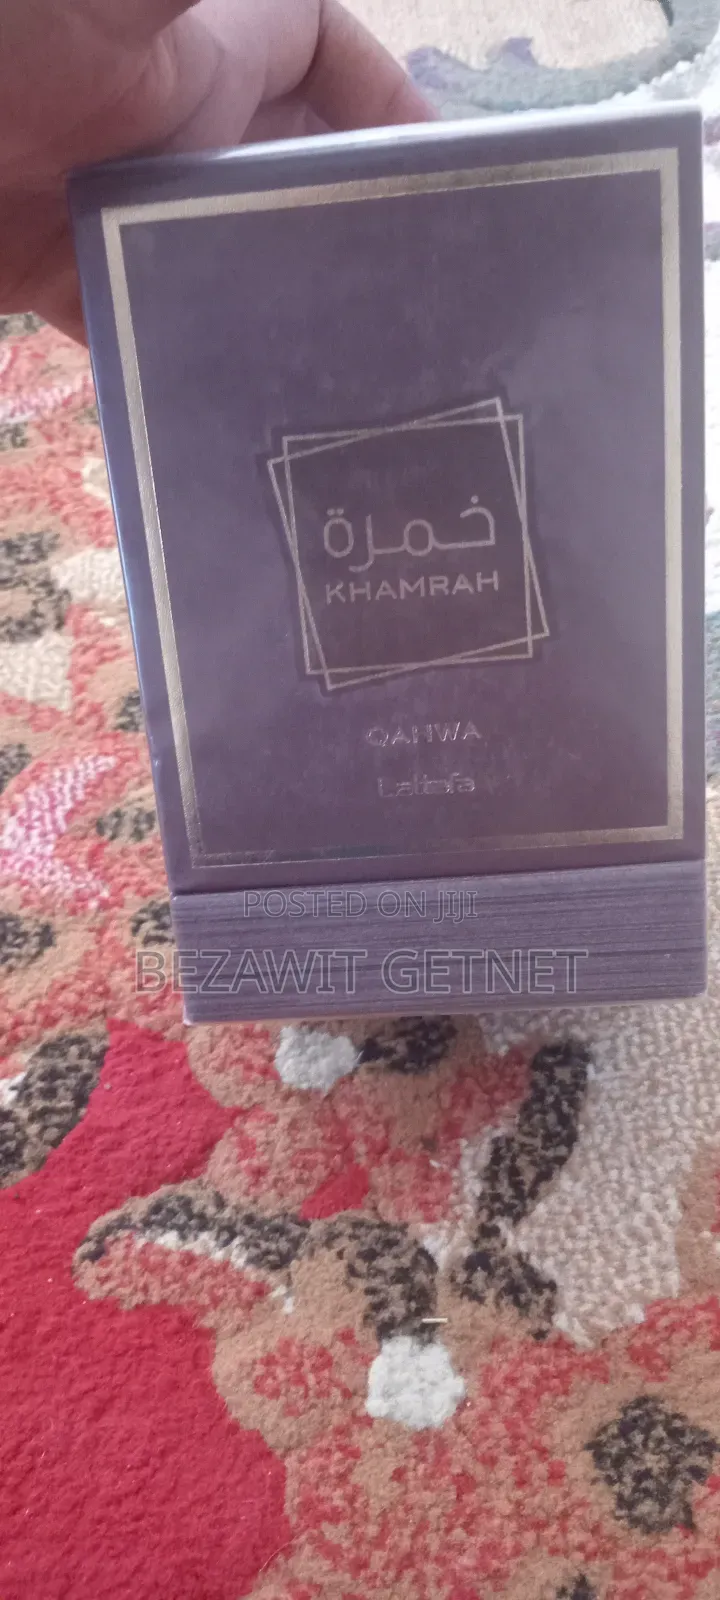 خمرة
KHAMRAH
QAHWA
Lattafa
POSTED ON JIJI
BEZAWIT GETNET